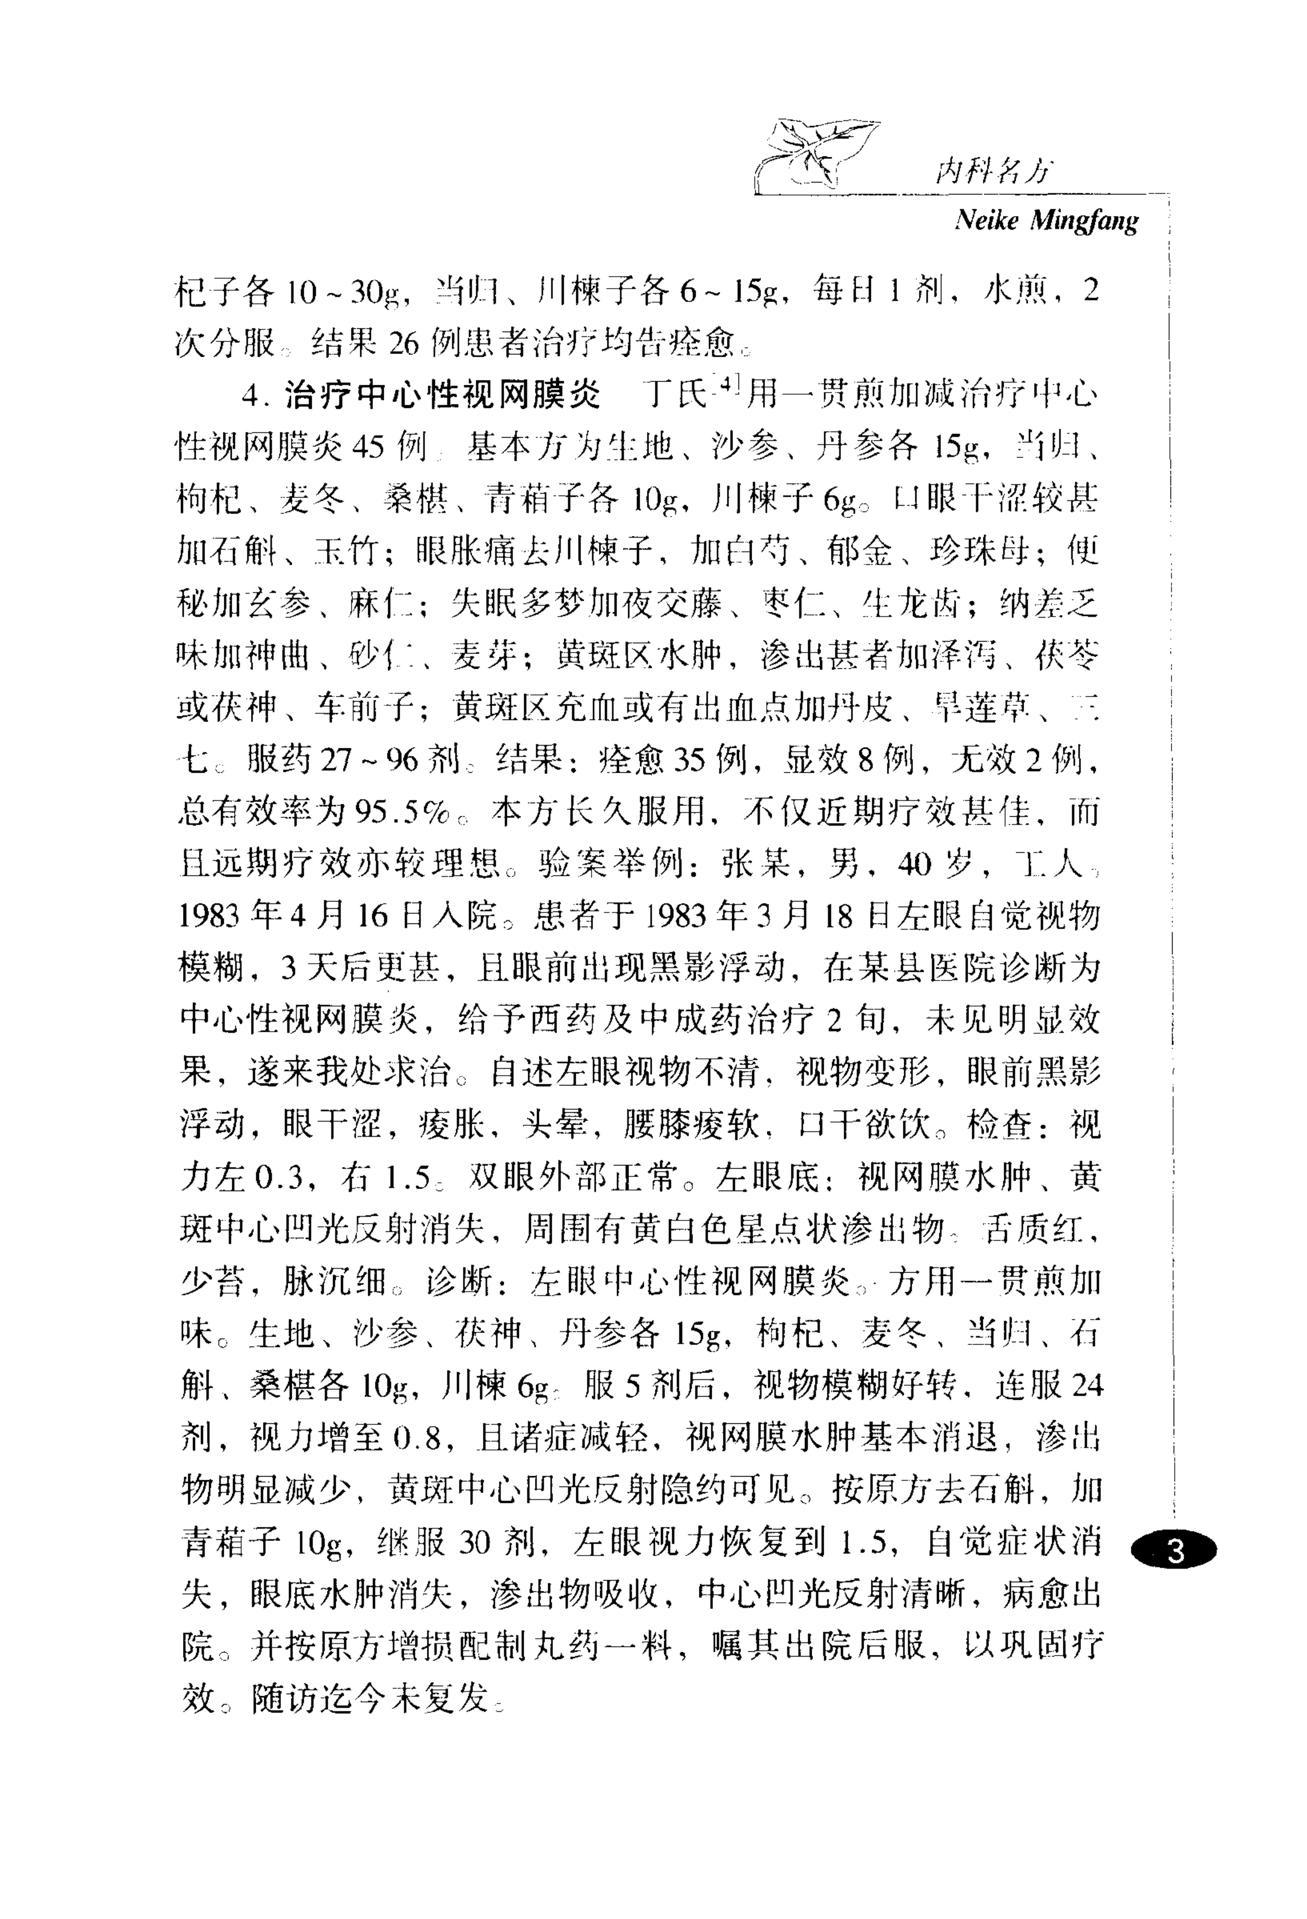 内科名方
Neike Mingfang
杞子各 10~30g，当归、川楝子各 6~15g，每日 1 剂，水煎，2
次分服。结果 26 例患者治疗均告痊愈。
4. 治疗中心性视网膜炎　丁氏[4]用一贯煎加减治疗中心
性视网膜炎 45 例。基本方为生地、沙参、丹参各 15g，当归、
枸杞、麦冬、桑椹、青葙子各 10g，川楝子 6g。口眼干涩较甚
加石斛、玉竹；眼胀痛去川楝子，加白芍、郁金、珍珠母；便
秘加玄参、麻仁；失眠多梦加夜交藤、枣仁、生龙齿；纳差乏
味加神曲、砂仁、麦芽；黄斑区水肿，渗出甚者加泽泻、茯苓
或茯神、车前子；黄斑区充血或有出血点加丹皮、旱莲草、三
七。服药 27~96 剂。结果：痊愈 35 例，显效 8 例，无效 2 例，
总有效率为 95.5%。本方长久服用，不仅近期疗效甚佳，而
且远期疗效亦较理想。验案举例：张某，男，40 岁，工人。
1983 年 4 月 16 日入院。患者于 1983 年 3 月 18 日左眼自觉视物
模糊，3 天后更甚，且眼前出现黑影浮动，在某县医院诊断为
中心性视网膜炎，给予西药及中成药治疗 2 旬，未见明显效
果，遂来我处求治。自述左眼视物不清，视物变形，眼前黑影
浮动，眼干涩，痠胀，头晕，腰膝痠软，口干欲饮。检查：视
力左 0.3，右 1.5。双眼外部正常。左眼底：视网膜水肿、黄
斑中心凹光反射消失，周围有黄白色星点状渗出物。舌质红，
少苔，脉沉细。诊断：左眼中心性视网膜炎。方用一贯煎加
味。生地、沙参、茯神、丹参各 15g，枸杞、麦冬、当归、石
斛、桑椹各 10g，川楝 6g。服 5 剂后，视物模糊好转，连服 24
剂，视力增至 0.8，且诸症减轻，视网膜水肿基本消退，渗出
物明显减少，黄斑中心凹光反射隐约可见。按原方去石斛，加
青葙子 10g，继服 30 剂，左眼视力恢复到 1.5，自觉症状消
失，眼底水肿消失，渗出物吸收，中心凹光反射清晰，病愈出
院。并按原方增损配制丸药一料，嘱其出院后服，以巩固疗
效。随访迄今未复发。
3